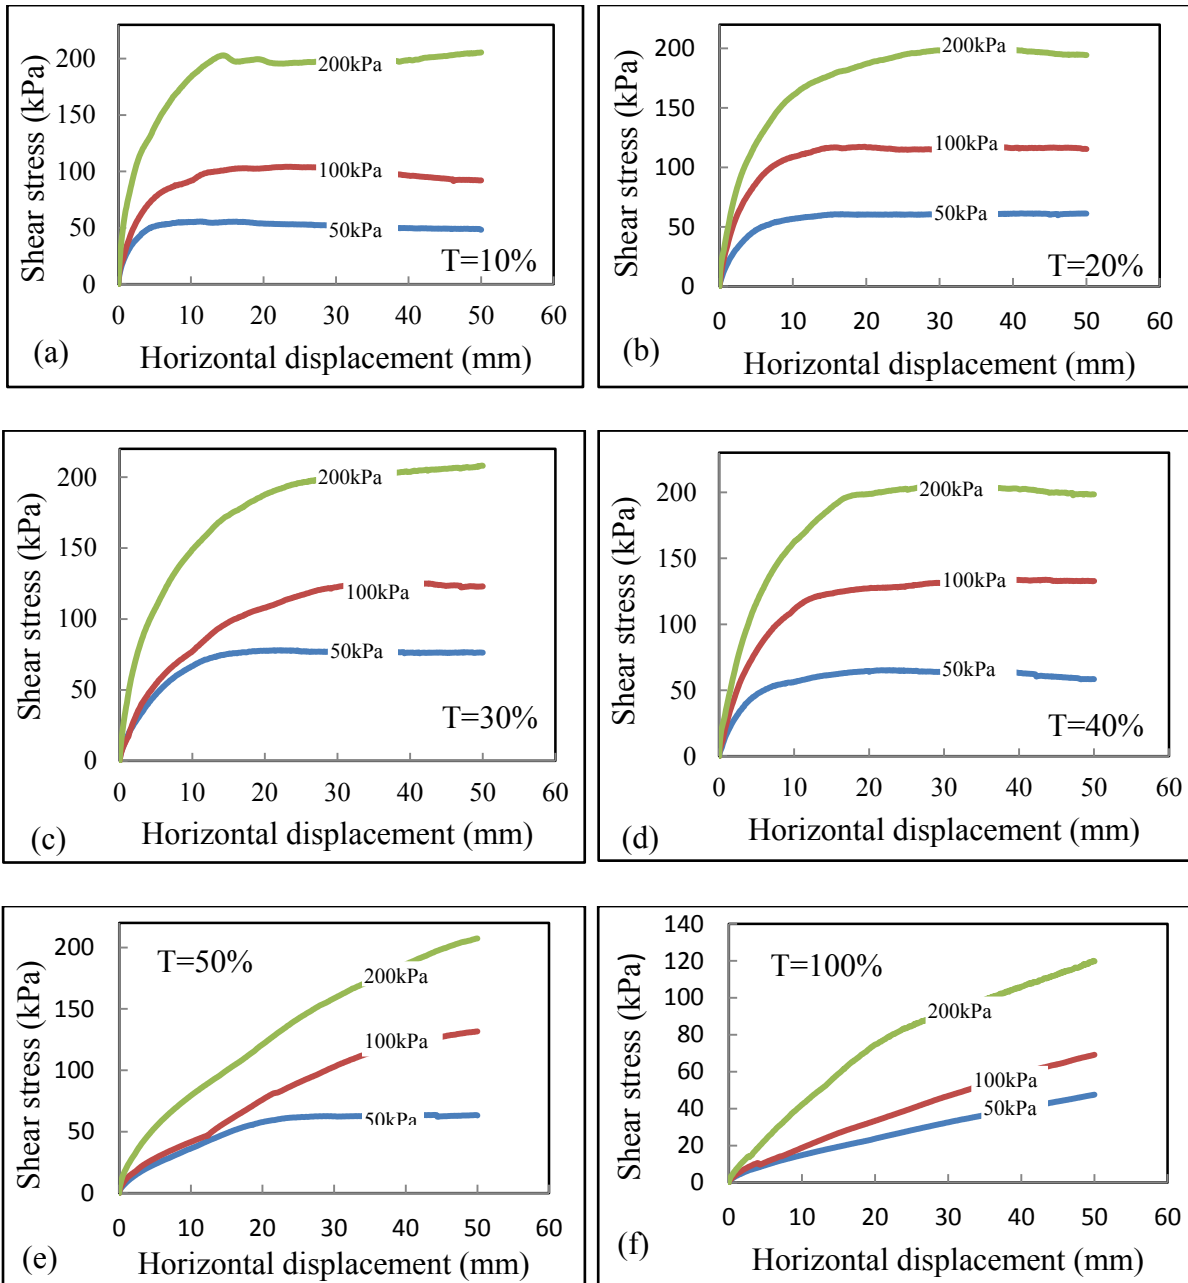 Shear stress (kPa)
200
150
100
50
0
200kPa
100kPa
50kPa
T=10%
0 10 20 30 40 50 60
(a)
Horizontal displacement (mm)
Shear stress (kPa)
200
150
100
50
0
200kPa
100kPa
50kPa
T=20%
0 10 20 30 40 50 60
(b)
Horizontal displacement (mm)
Shear stress (kPa)
200
150
100
50
0
200kPa
100kPa
50kPa
T=30%
0 10 20 30 40 50 60
(c)
Horizontal displacement (mm)
Shear stress (kPa)
200
150
100
50
0
200kPa
100kPa
50kPa
T=40%
0 10 20 30 40 50 60
(d)
Horizontal displacement (mm)
Shear stress (kPa)
200
150
100
50
0
T=50%
200kPa
100kPa
50kPa
0 10 20 30 40 50 60
(e)
Horizontal displacement (mm)
Shear stress (kPa)
140
120
100
80
60
40
20
0
T=100%
200kPa
100kPa
50kPa
0 10 20 30 40 50 60
(f)
Horizontal displacement (mm)